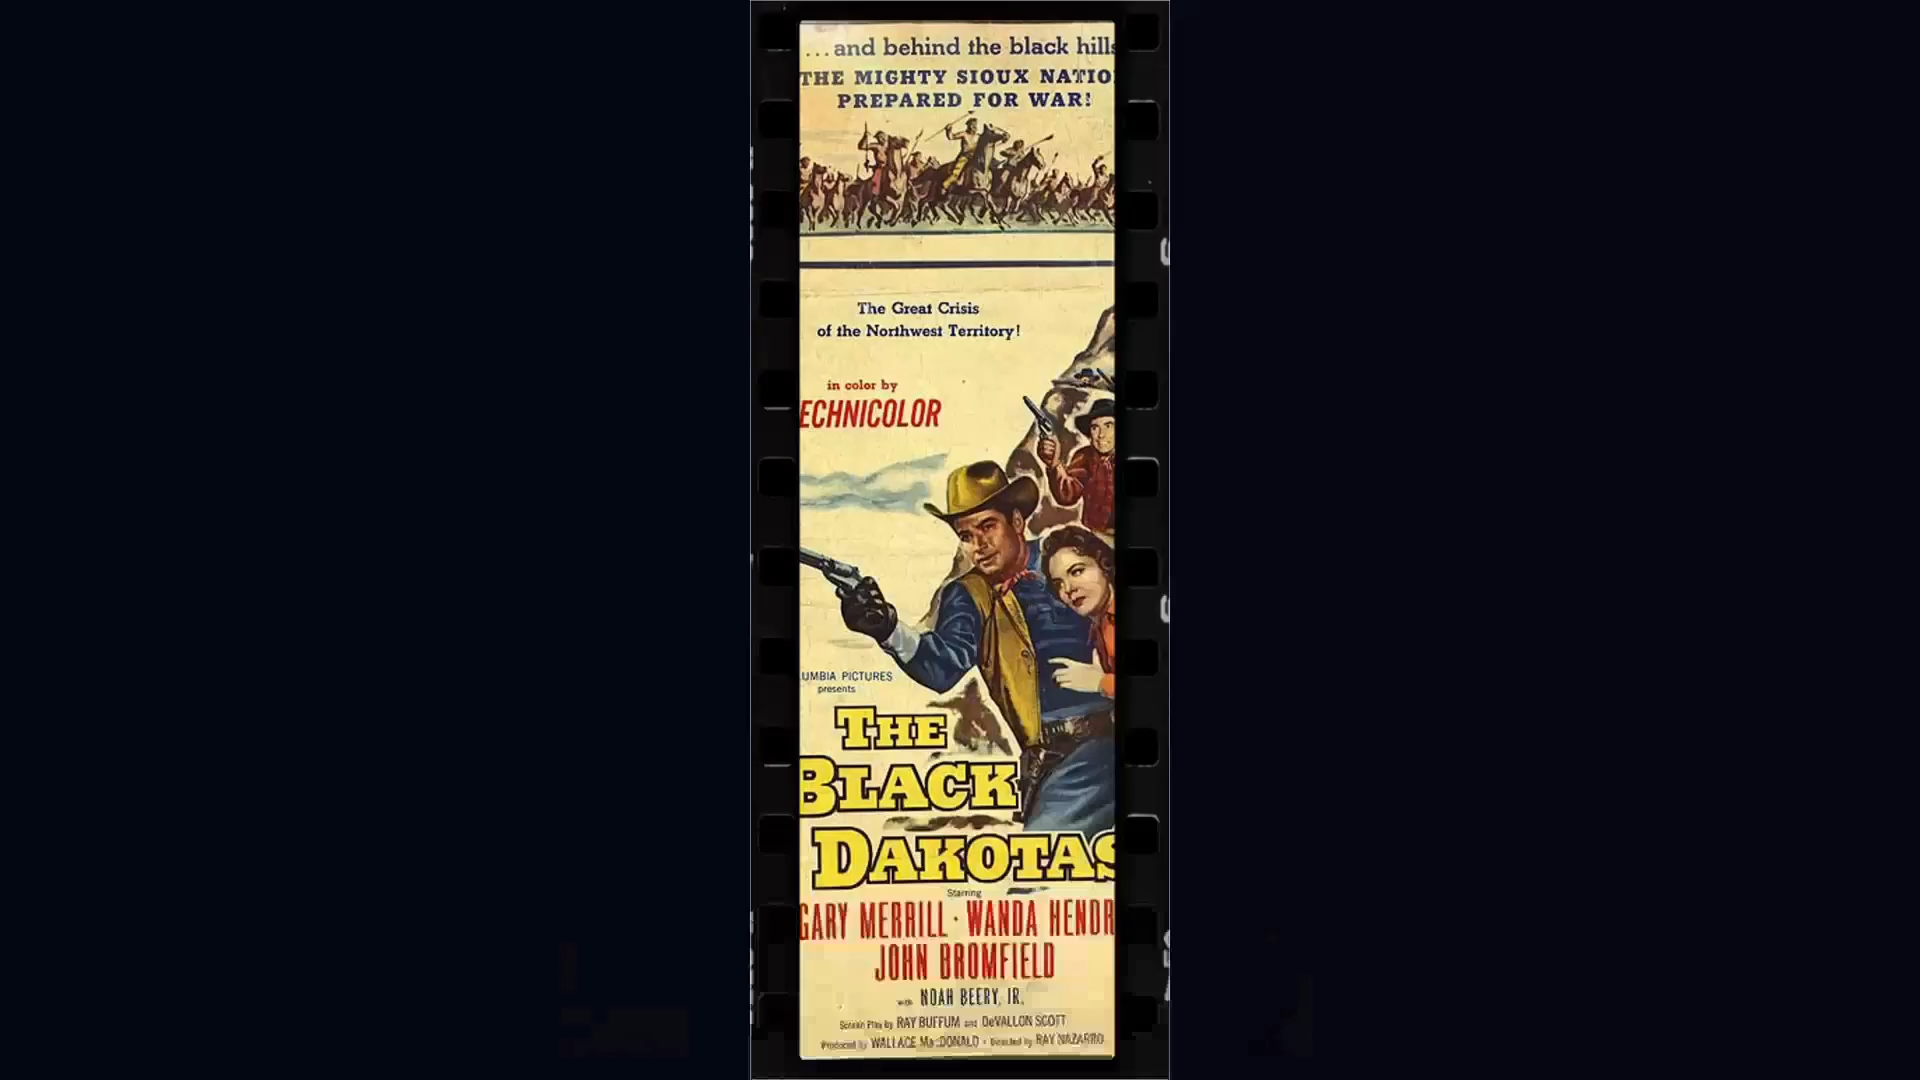 ...and behind the black hills
THE MIGHTY SIOUX NATIO
PREPARED FOR WAR!
The Great Crisis
of the Northwest Territory!
in color by
ECHNICOLOR
UMBIA PICTURES
presents
THE
BLACK
DAKOTAS
Starring
GARY MERRILL · WANDA HENDR
JOHN BROMFIELD
with NOAH BEERY, JR.
Screen Play by RAY BUFFUM and DeVALLON SCOTT
Produced by WALLACE MacDONALD · Directed by RAY NAZARRO